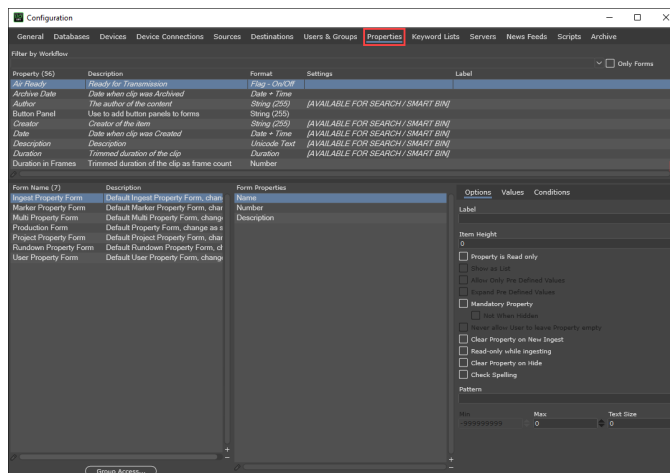 Configuration
General Databases Devices Device Connections Sources Destinations Users & Groups Properties Keyword Lists Servers News Feeds Scripts Archive
Filter by Workflow
Only Forms
Property (56) Description Format Settings Label
Air Ready Ready for Transmission Flag - On/Off
Archive Date Date when clip was Archived Date + Time
Author The author of the content String (255) [AVAILABLE FOR SEARCH / SMART BIN]
Button Panel Use to add button panels to forms String (255)
Creator Creator of the item String (255) [AVAILABLE FOR SEARCH / SMART BIN]
Date Date when clip was Created Date + Time [AVAILABLE FOR SEARCH / SMART BIN]
Description Description Unicode Text [AVAILABLE FOR SEARCH / SMART BIN]
Duration Trimmed duration of the clip Duration [AVAILABLE FOR SEARCH / SMART BIN]
Duration in Frames Trimmed duration of the clip as frame count Number
Form Name (7) Description Form Properties Options Values Conditions
Ingest Property Form Default Ingest Property Form, chan Name
Marker Property Form Default Marker Property Form, char Number Label
Multi Property Form Default Multi Property Form, change Description
Production Form Default Property Form, change as s
Project Property Form Default Project Property Form, char Item Height
Rundown Property Form Default Rundown Property Form, ch 0
User Property Form Default User Property Form, change Property is Read only
Show as List
Allow Only Pre Defined Values
Expand Pre Defined Values
Mandatory Property
Not When Hidden
Never allow User to leave Property empty
Clear Property on New Ingest
Read-only while ingesting
Clear Property on Hide
Check Spelling
Pattern
Min Max Text Size
-999999999 0 0
Group Access...